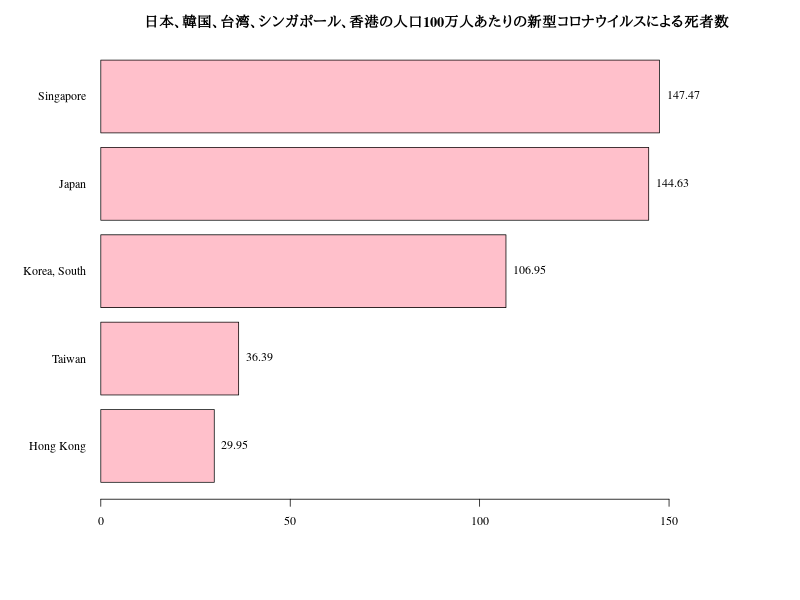 日本、韓国、台湾、シンガポール、香港の人口100万人あたりの新型コロナウイルスによる死者数
Singapore 147.47
Japan 144.63
Korea, South 106.95
Taiwan 36.39
Hong Kong 29.95
0 50 100 150